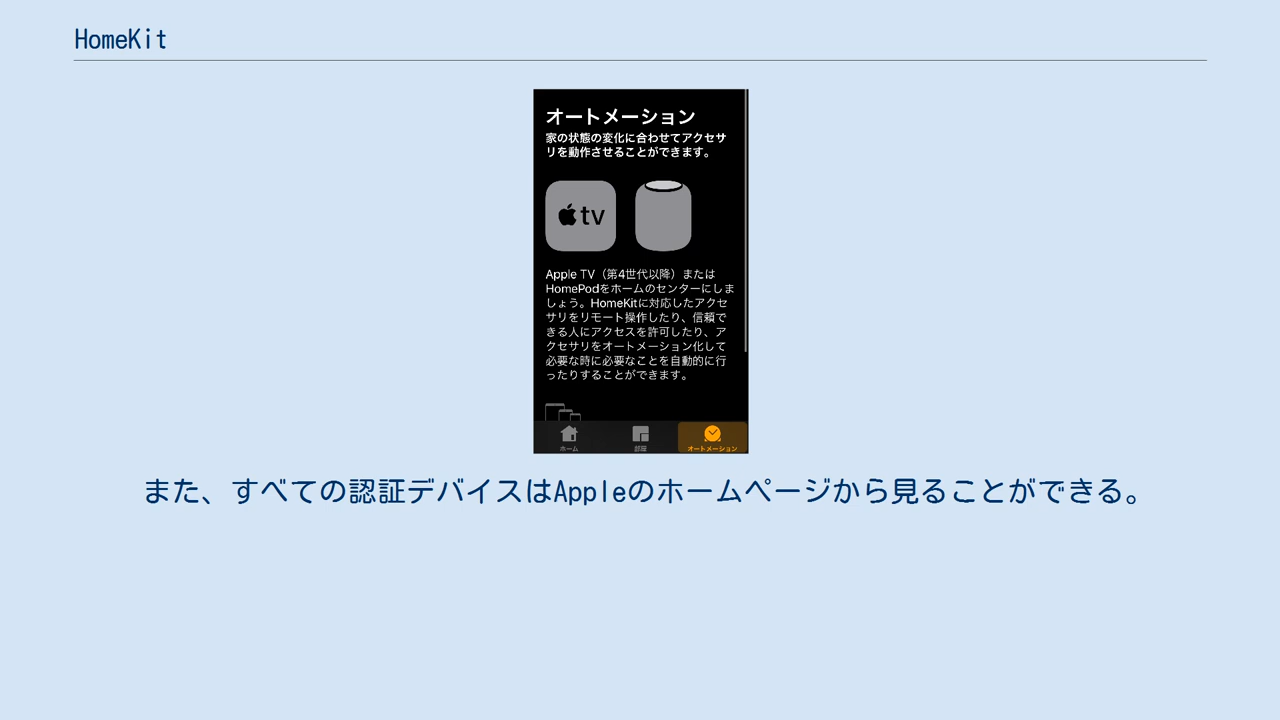 HomeKit
オートメーション
家の状態の変化に合わせてアクセサ
リを動作させることができます。
tv
Apple TV（第4世代以降）または
HomePodをホームのセンターにしま
しょう。HomeKitに対応したアクセ
サリをリモート操作したり、信頼で
きる人にアクセスを許可したり、ア
クセサリをオートメーション化して
必要な時に必要なことを自動的に行
ったりすることができます。
ホーム 部屋 オートメーション
また、すべての認証デバイスはAppleのホームページから見ることができる。